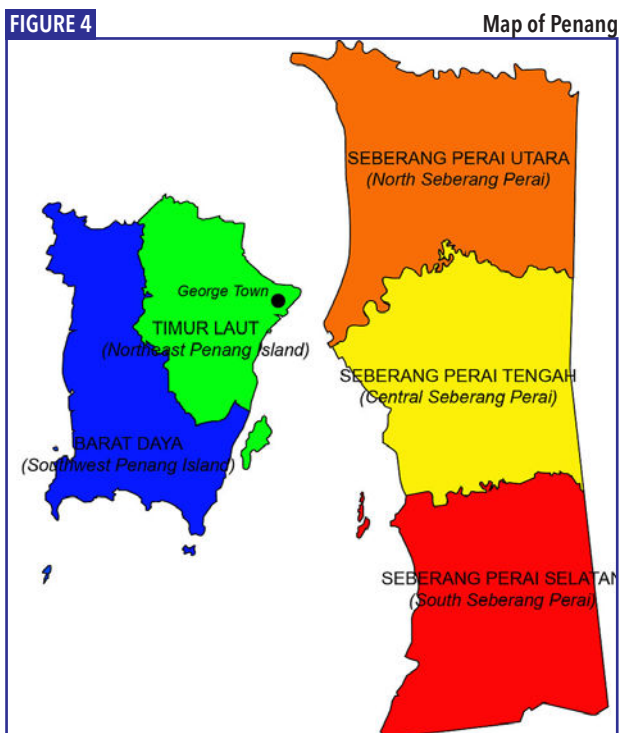 FIGURE 4
Map of Penang
SEBERANG PERAI UTARA
(North Seberang Perai)
George Town
TIMUR LAUT
(Northeast Penang Island)
SEBERANG PERAI TENGAH
(Central Seberang Perai)
BARAT DAYA
(Southwest Penang Island)
SEBERANG PERAI SELATAN
(South Seberang Perai)